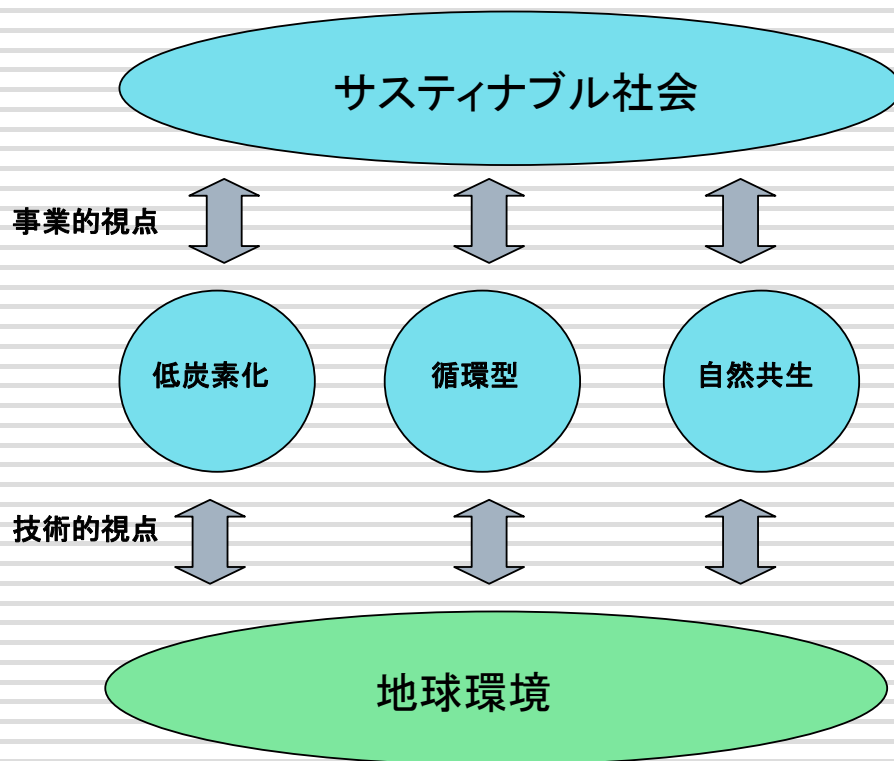 サスティナブル社会
事業的視点
低炭素化
循環型
自然共生
技術的視点
地球環境